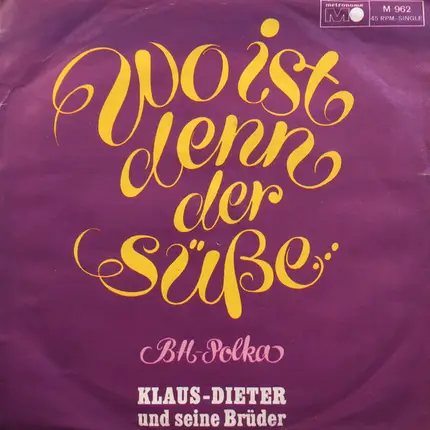 metronome
M
M 962
45 RPM-SINGLE
Wo ist
denn
der
Süße...
BH-Polka
KLAUS-DIETER
und seine Brüder